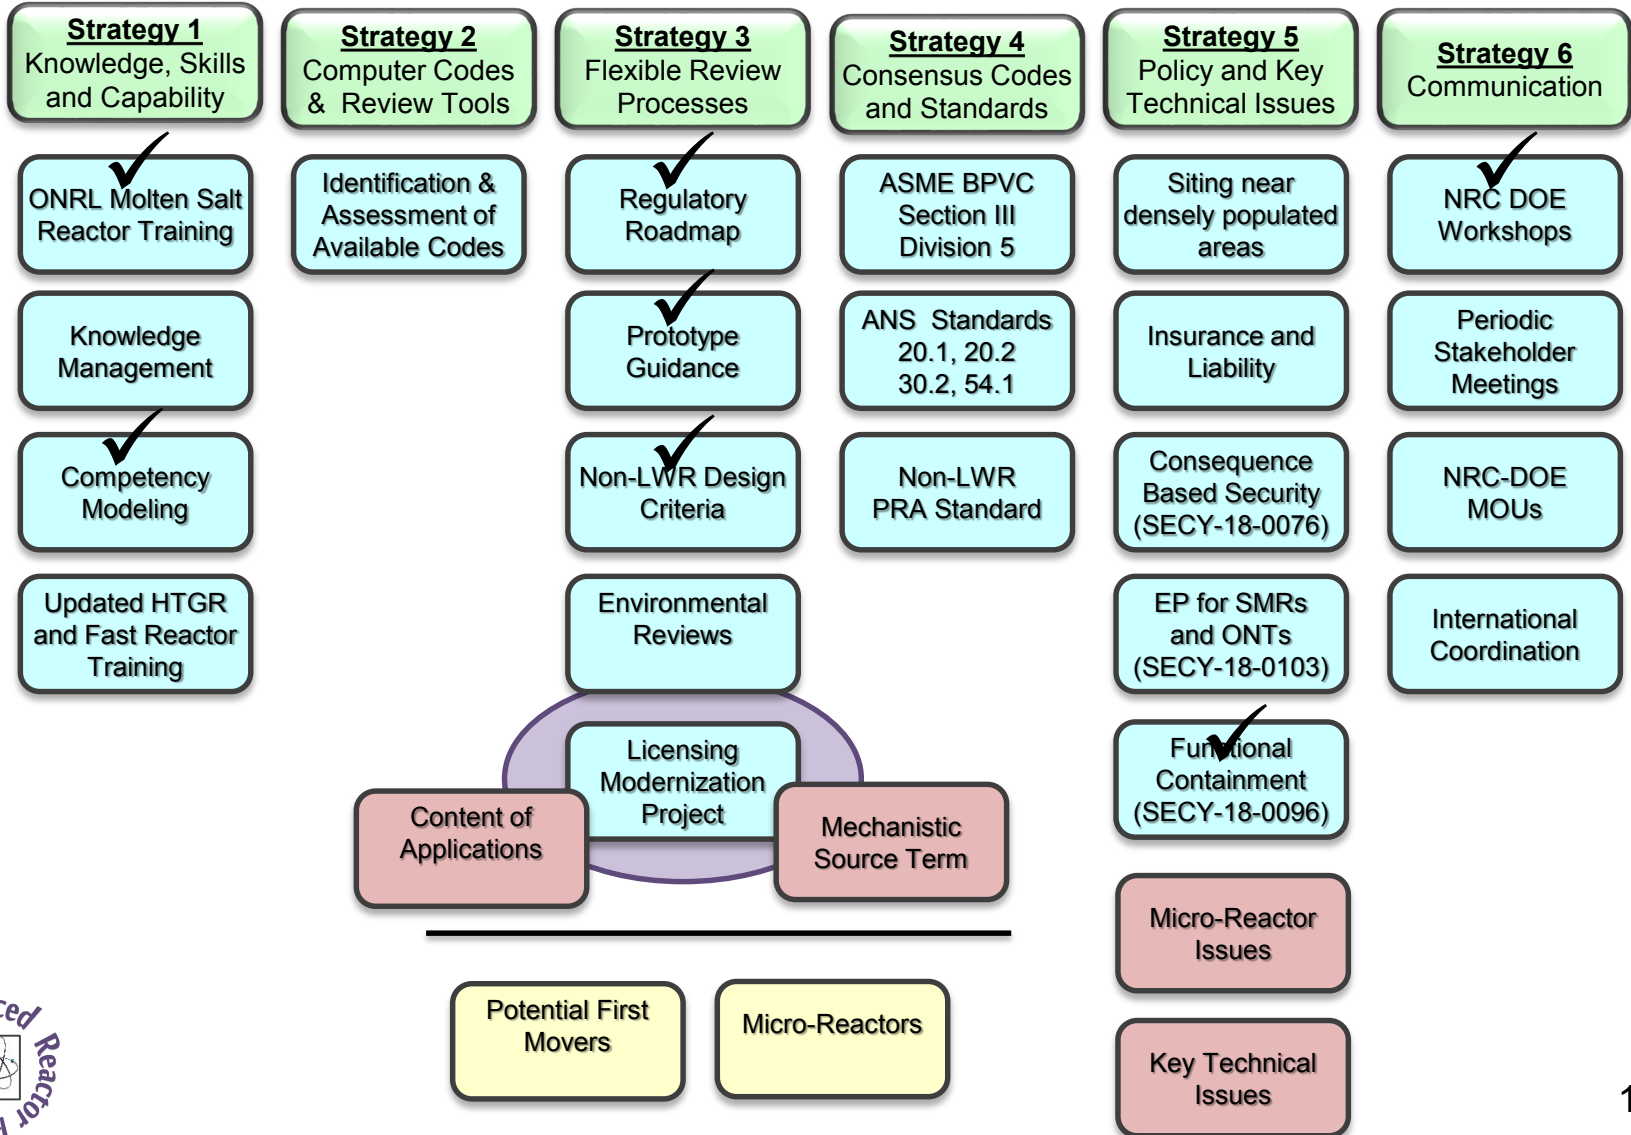 Strategy 1
Knowledge, Skills
and Capability
ONRL Molten Salt
Reactor Training
Knowledge
Management
Competency
Modeling
Updated HTGR
and Fast Reactor
Training
Strategy 2
Computer Codes
& Review Tools
Identification &
Assessment of
Available Codes
Strategy 3
Flexible Review
Processes
Regulatory
Roadmap
Prototype
Guidance
Non-LWR Design
Criteria
Environmental
Reviews
Licensing
Modernization
Project
Content of
Applications
Mechanistic
Source Term
Potential First
Movers
Micro-Reactors
Strategy 4
Consensus Codes
and Standards
ASME BPVC
Section III
Division 5
ANS Standards
20.1, 20.2
30.2, 54.1
Non-LWR
PRA Standard
Strategy 5
Policy and Key
Technical Issues
Siting near
densely populated
areas
Insurance and
Liability
Consequence
Based Security
(SECY-18-0076)
EP for SMRs
and ONTs
(SECY-18-0103)
Functional
Containment
(SECY-18-0096)
Micro-Reactor
Issues
Key Technical
Issues
Strategy 6
Communication
NRC DOE
Workshops
Periodic
Stakeholder
Meetings
NRC-DOE
MOUs
International
Coordination
Reactor
1